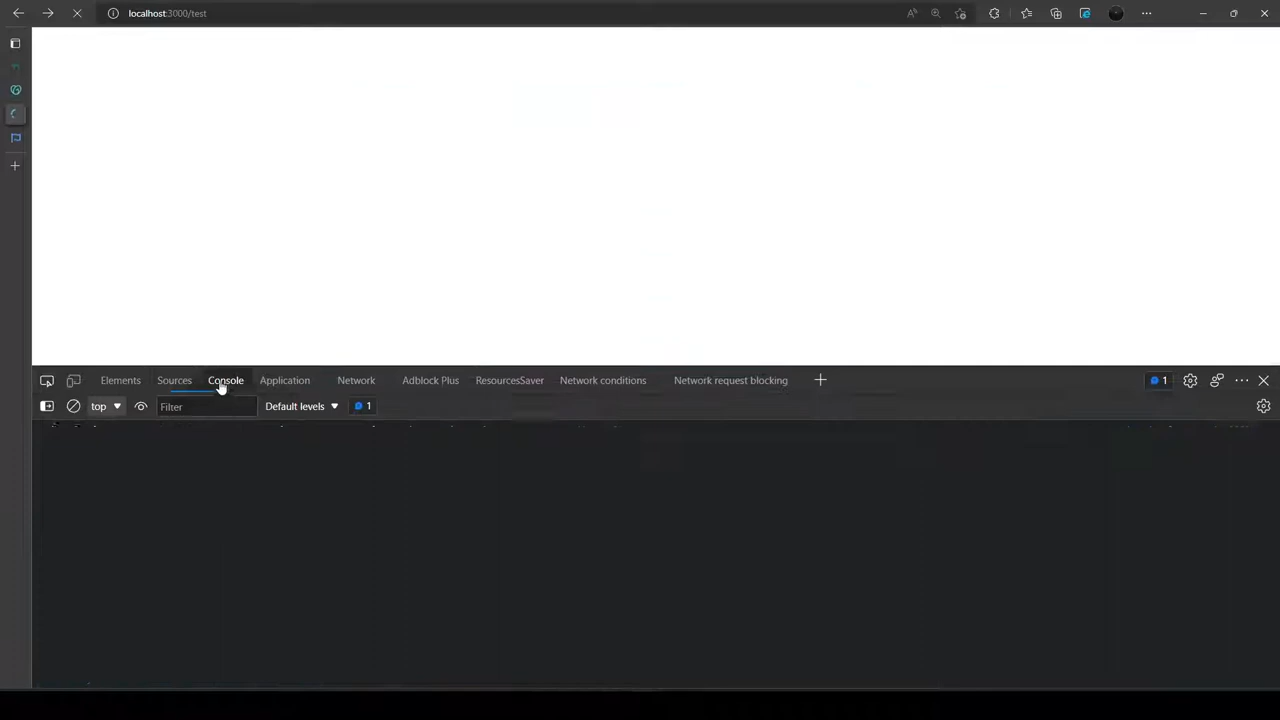 localhost:3000/test
Elements Sources Console Application Network Adblock Plus ResourcesSaver Network conditions Network request blocking 1
top Filter Default levels 1